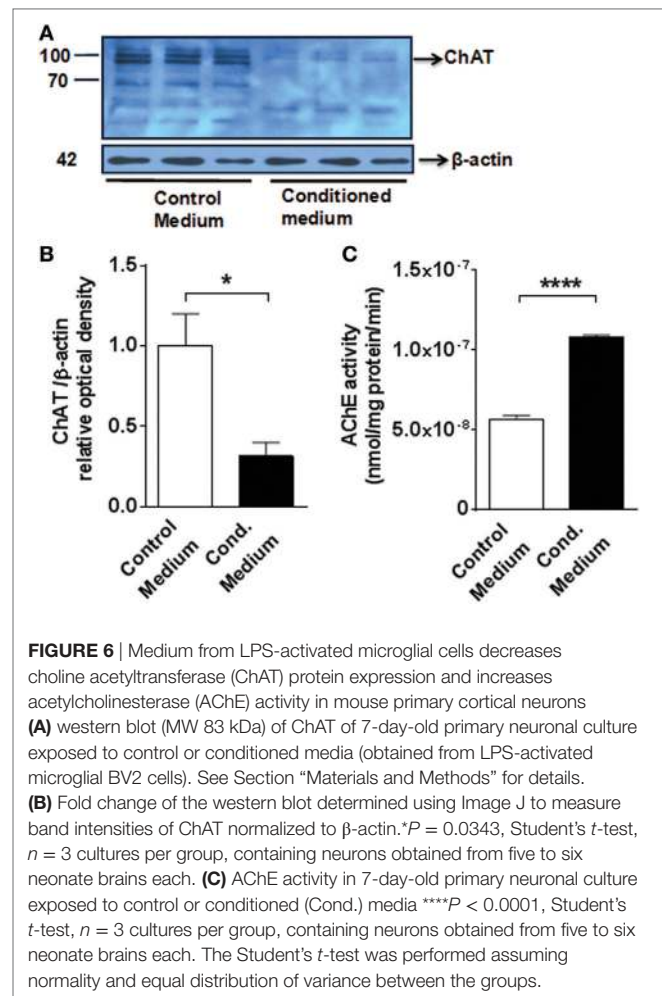 A
100
70
ChAT
42
β-actin
Control
Medium
Conditioned
medium
B
ChAT /β-actin
relative optical density
1.5
1.0
0.5
0.0
*
Control
Medium
Cond.
Medium
C
AChE activity
(nmol/mg protein/min)
1.5x10-7
1.0x10-7
5.0x10-8
0
****
Control
Medium
Cond.
Medium
FIGURE 6 | Medium from LPS-activated microglial cells decreases
choline acetyltransferase (ChAT) protein expression and increases
acetylcholinesterase (AChE) activity in mouse primary cortical neurons
(A) western blot (MW 83 kDa) of ChAT of 7-day-old primary neuronal culture
exposed to control or conditioned media (obtained from LPS-activated
microglial BV2 cells). See Section “Materials and Methods” for details.
(B) Fold change of the western blot determined using Image J to measure
band intensities of ChAT normalized to β-actin.*P = 0.0343, Student’s t-test,
n = 3 cultures per group, containing neurons obtained from five to six
neonate brains each. (C) AChE activity in 7-day-old primary neuronal culture
exposed to control or conditioned (Cond.) media ****P < 0.0001, Student’s
t-test, n = 3 cultures per group, containing neurons obtained from five to six
neonate brains each. The Student’s t-test was performed assuming
normality and equal distribution of variance between the groups.